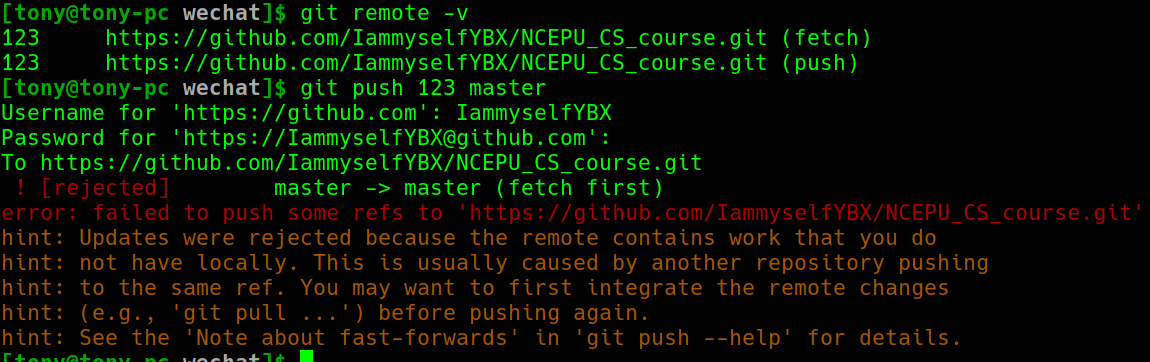 [tony@tony-pc wechat]$ git remote -v
123     https://github.com/IammyselfYBX/NCEPU_CS_course.git (fetch)
123     https://github.com/IammyselfYBX/NCEPU_CS_course.git (push)
[tony@tony-pc wechat]$ git push 123 master
Username for 'https://github.com': IammyselfYBX
Password for 'https://IammyselfYBX@github.com':
To https://github.com/IammyselfYBX/NCEPU_CS_course.git
 ! [rejected]        master -> master (fetch first)
error: failed to push some refs to 'https://github.com/IammyselfYBX/NCEPU_CS_course.git'
hint: Updates were rejected because the remote contains work that you do
hint: not have locally. This is usually caused by another repository pushing
hint: to the same ref. You may want to first integrate the remote changes
hint: (e.g., 'git pull ...') before pushing again.
hint: See the 'Note about fast-forwards' in 'git push --help' for details.
[tony@tony-pc wechat]$